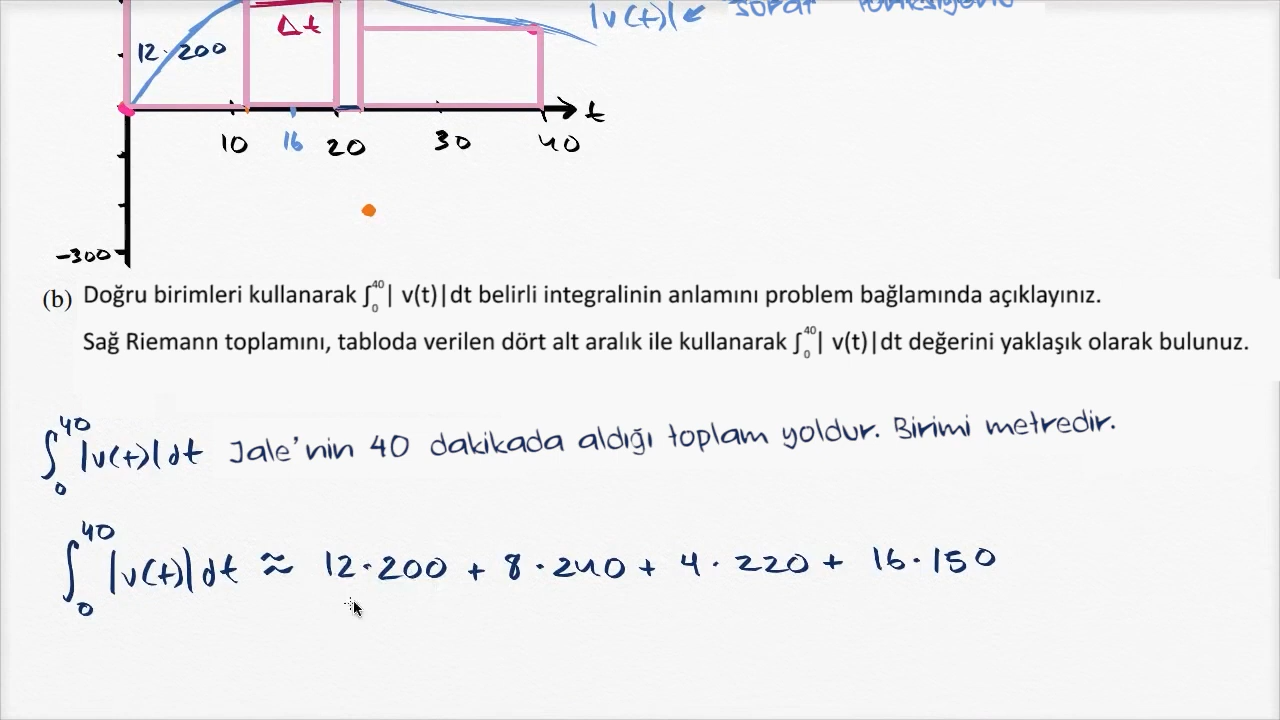 |v(t)|
Δt
12·200
t
10 16 20 30 40
-300
(b) Doğru birimleri kullanarak ∫₀⁴⁰| v(t)|dt belirli integralinin anlamını problem bağlamında açıklayınız.
Sağ Riemann toplamını, tabloda verilen dört alt aralık ile kullanarak ∫₀⁴⁰| v(t)|dt değerini yaklaşık olarak bulunuz.
∫₀⁴⁰ |v(t)|dt Jale'nin 40 dakikada aldığı toplam yoldur. Birimi metredir.
∫₀⁴⁰ |v(t)|dt ≈ 12·200 + 8·240 + 4·220 + 16·150